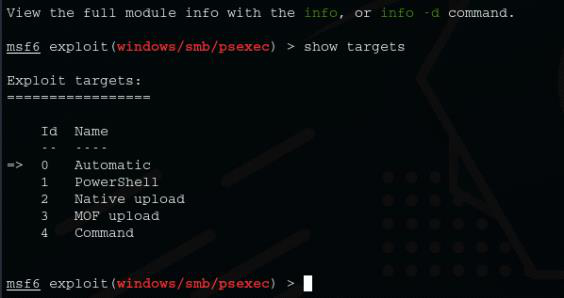 View the full module info with the info, or info -d command.
msf6 exploit(windows/smb/psexec) > show targets
Exploit targets:
=================
Id  Name
--  ----
=>  0   Automatic
1   PowerShell
2   Native upload
3   MOF upload
4   Command
msf6 exploit(windows/smb/psexec) >